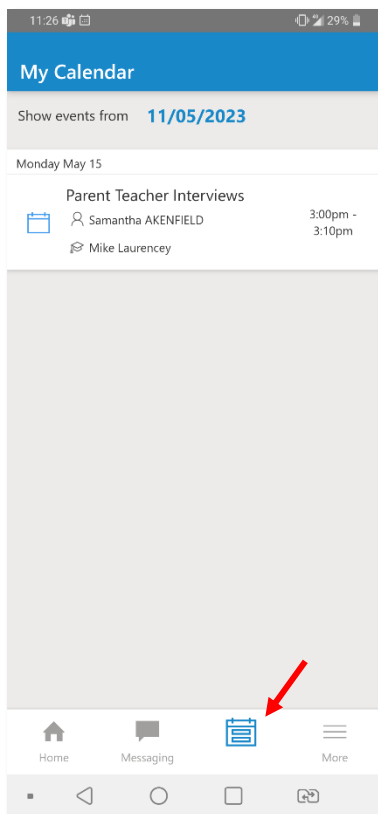 11:26
29%
My Calendar
Show events from 11/05/2023
Monday May 15
Parent Teacher Interviews
Samantha AKENFIELD
3:00pm -
3:10pm
Mike Laurencey
Home
Messaging
More